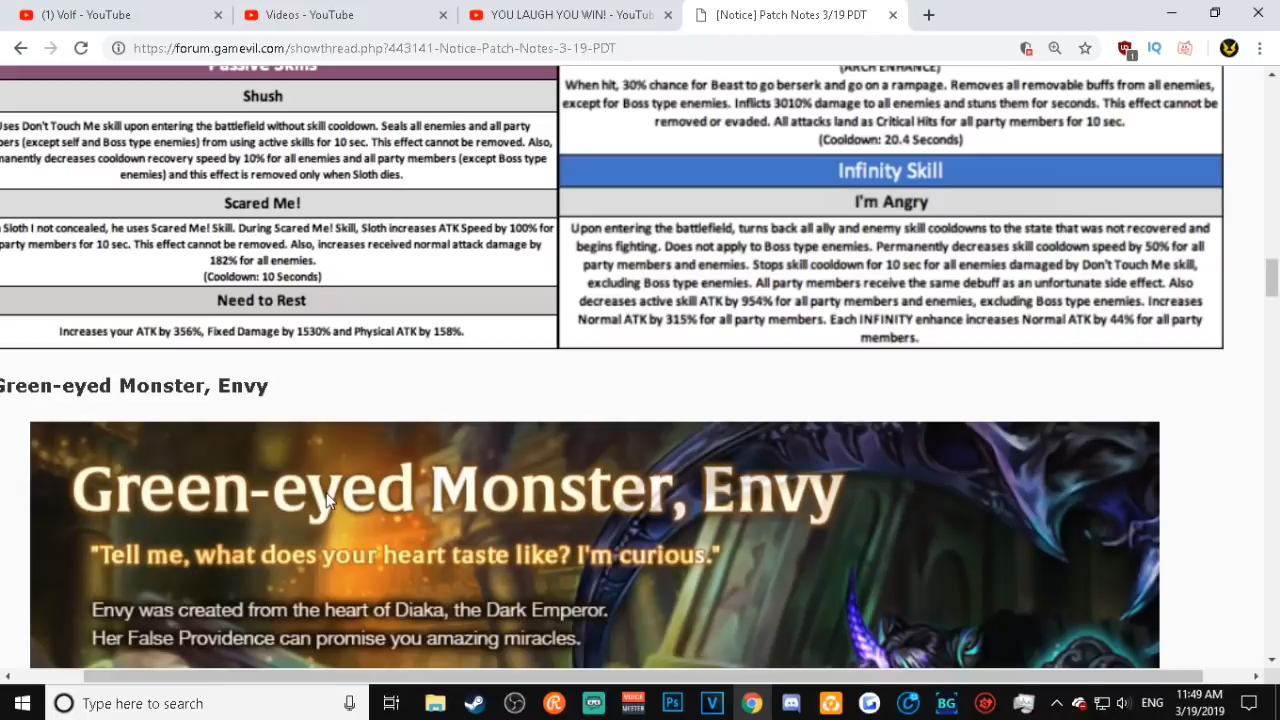 (1) Volf - YouTube
Videos - YouTube
YOU LAUGH YOU WIN! - YouTub
[Notice] Patch Notes 3/19 PDT
https://forum.gamevil.com/showthread.php?443141-Notice-Patch-Notes-3-19-PDT
Passive Skills
Shush
Uses Don't Touch Me skill upon entering the battlefield without skill cooldown. Seals all enemies and all party
bers (except self and Boss type enemies) from using active skills for 10 sec. This effect cannot be removed. Also,
manently decreases cooldown recovery speed by 10% for all enemies and all party members (except Boss type
enemies) and this effect is removed only when Sloth dies.
Scared Me!
Sloth I not concealed, he uses Scared Me! Skill. During Scared Me! Skill, Sloth increases ATK Speed by 100% for
party members for 10 sec. This effect cannot be removed. Also, increases received normal attack damage by
182% for all enemies.
(Cooldown: 10 Seconds)
Need to Rest
Increases your ATK by 356%, Fixed Damage by 1530% and Physical ATK by 158%.
(ARCH ENHANCE)
When hit, 30% chance for Beast to go berserk and go on a rampage. Removes all removable buffs from all enemies,
except for Boss type enemies. Inflicts 3010% damage to all enemies and stuns them for seconds. This effect cannot be
removed or evaded. All attacks land as Critical Hits for all party members for 10 sec.
(Cooldown: 20.4 Seconds)
Infinity Skill
I'm Angry
Upon entering the battlefield, turns back all ally and enemy skill cooldowns to the state that was not recovered and
begins fighting. Does not apply to Boss type enemies. Permanently decreases skill cooldown speed by 50% for all
party members and enemies. Stops skill cooldown for 10 sec for all enemies damaged by Don't Touch Me skill,
excluding Boss type enemies. All party members receive the same debuff as an unfortunate side effect. Also
decreases active skill ATK by 954% for all party members and enemies, excluding Boss type enemies. Increases
Normal ATK by 315% for all party members. Each INFINITY enhance increases Normal ATK by 44% for all party
members.
Green-eyed Monster, Envy
Green-eyed Monster, Envy
"Tell me, what does your heart taste like? I'm curious."
Envy was created from the heart of Diaka, the Dark Emperor.
Her False Providence can promise you amazing miracles.
Type here to search
VOICE
MEETER
Ps
V
BG
ENG
11:49 AM
3/19/2019